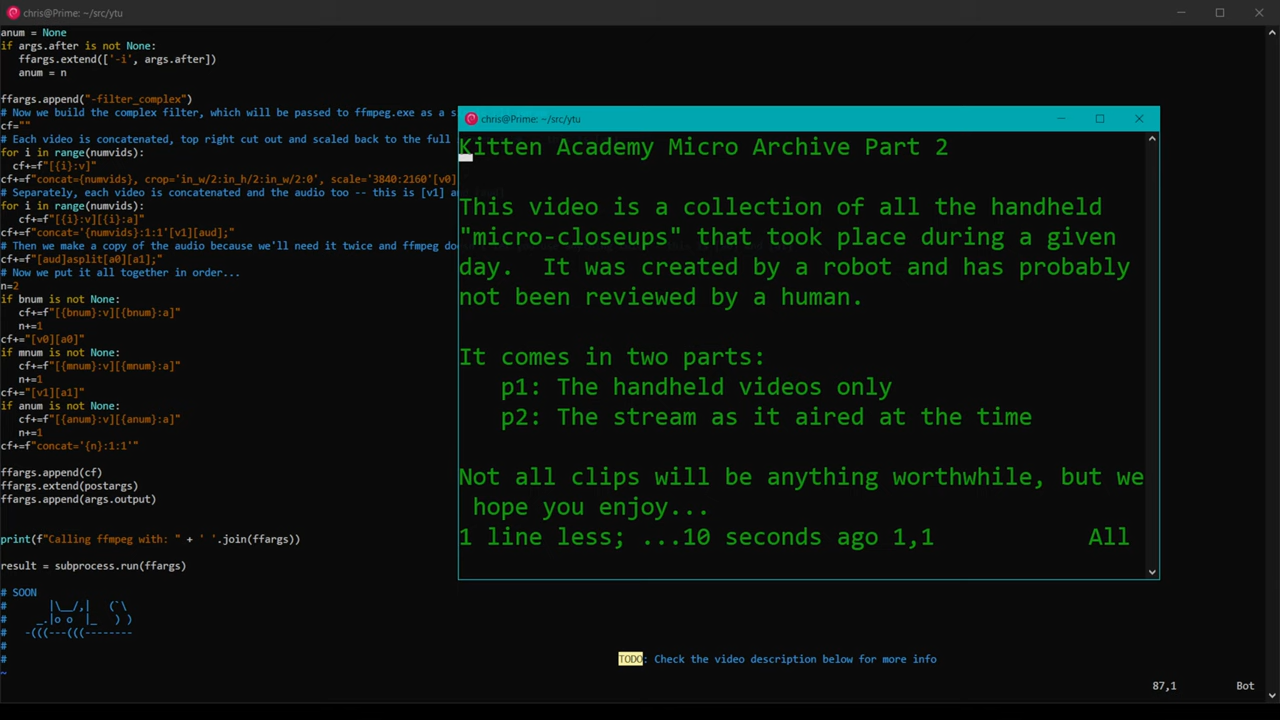 chris@Prime: ~/src/ytu
anum = None
if args.after is not None:
ffargs.extend(['-i', args.after])
anum = n
ffargs.append("-filter_complex")
# Now we build the complex filter, which will be passed to ffmpeg.exe as a s
cf=""
# Each video is concatenated, top right cut out and scaled back to the full
for i in range(numvids):
cf+=f"[{i}:v]"
cf+=f"concat={numvids}, crop='in_w/2:in_h/2:in_w/2:0', scale='3840:2160'[v0]
# Separately, each video is concatenated and the audio too -- this is [v1] a
for i in range(numvids):
cf+=f"[{i}:v][{i}:a]"
cf+=f"concat='{numvids}:1:1'[v1][aud];"
# Then we make a copy of the audio because we'll need it twice and ffmpeg do
cf+="[aud]asplit[a0][a1];"
# Now we put it all together in order...
n=2
if bnum is not None:
cf+=f"[{bnum}:v][{bnum}:a]"
n+=1
cf+="[v0][a0]"
if mnum is not None:
cf+=f"[{mnum}:v][{mnum}:a]"
n+=1
cf+="[v1][a1]"
if anum is not None:
cf+=f"[{anum}:v][{anum}:a]"
n+=1
cf+=f"concat='{n}:1:1'"
ffargs.append(cf)
ffargs.extend(postargs)
ffargs.append(args.output)
print(f"Calling ffmpeg with: " + ' '.join(ffargs))
result = subprocess.run(ffargs)
# SOON
#      |\__/,|   (`\
#    _.|o o  |_   ) )
#   -(((---(((--------
#
#
~
chris@Prime: ~/src/ytu
Kitten Academy Micro Archive Part 2
This video is a collection of all the handheld
"micro-closeups" that took place during a given
day.  It was created by a robot and has probably
not been reviewed by a human.
It comes in two parts:
p1: The handheld videos only
p2: The stream as it aired at the time
Not all clips will be anything worthwhile, but we
hope you enjoy...
1 line less; ...10 seconds ago 1,1 All
TODO: Check the video description below for more info
87,1 Bot